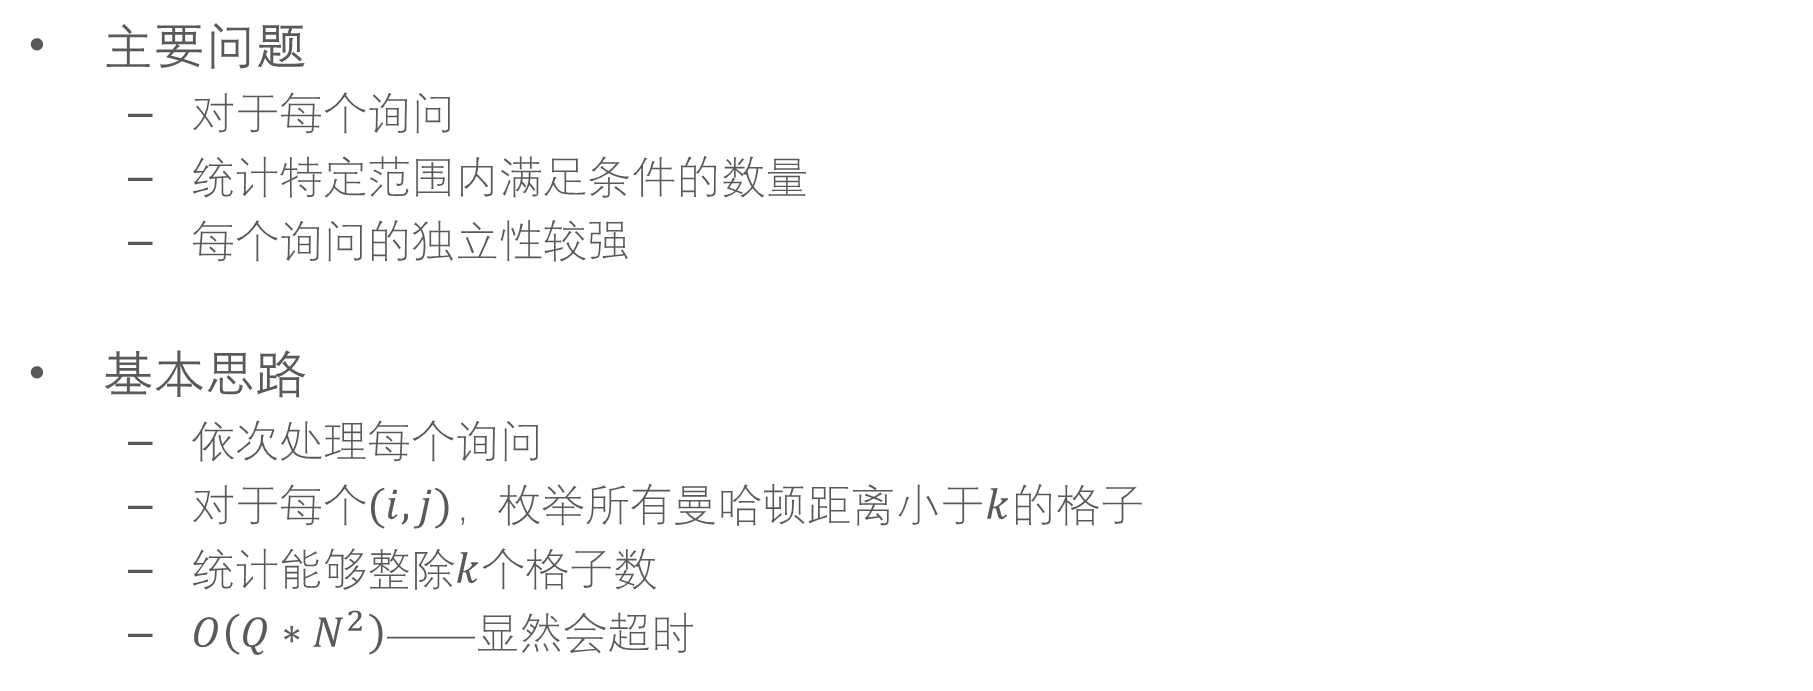 • 主要问题
– 对于每个询问
– 统计特定范围内满足条件的数量
– 每个询问的独立性较强
• 基本思路
– 依次处理每个询问
– 对于每个(i,j)，枚举所有曼哈顿距离小于k的格子
– 统计能够整除k个格子数
– O(Q∗N²)——显然会超时